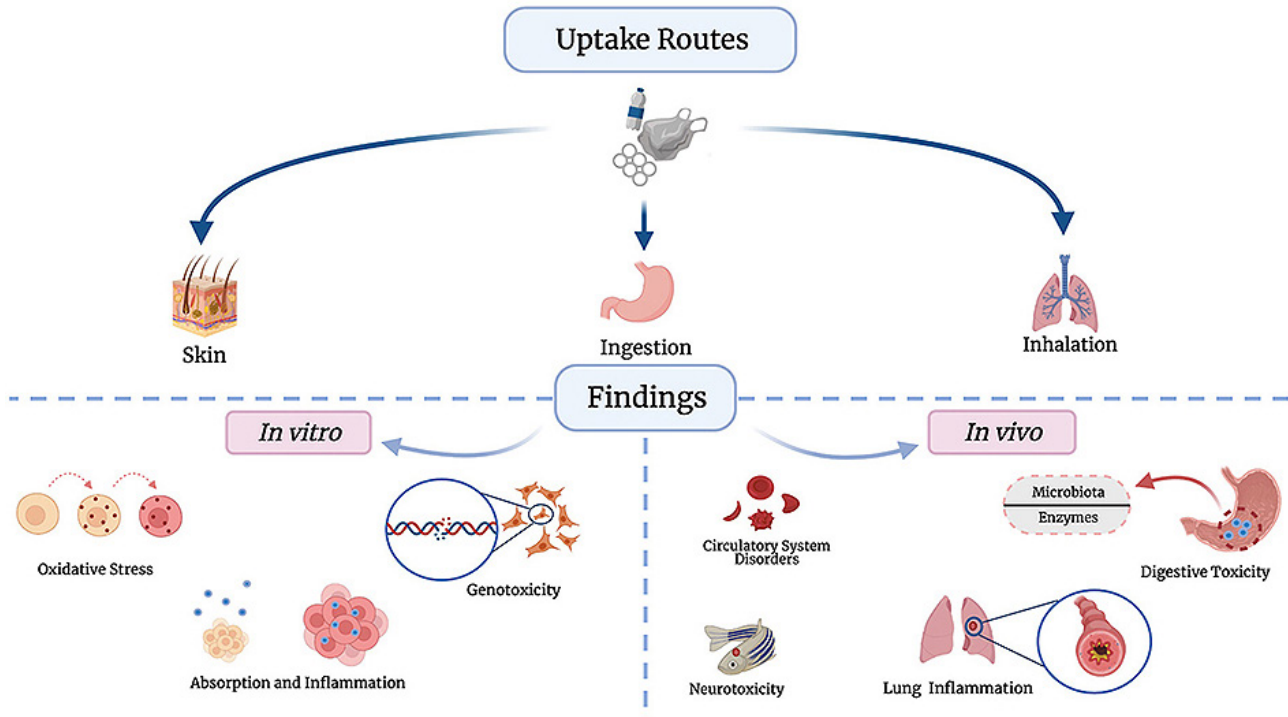 Uptake Routes
Skin
Ingestion
Inhalation
Findings
In vitro
In vivo
Oxidative Stress
Genotoxicity
Absorption and Inflammation
Circulatory System
Disorders
Microbiota
Enzymes
Digestive Toxicity
Neurotoxicity
Lung Inflammation